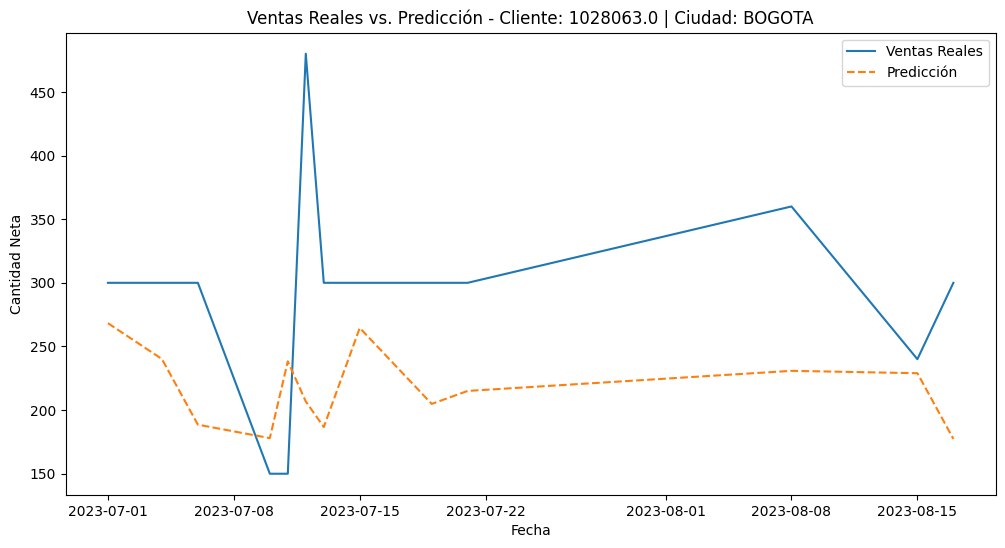 Ventas Reales vs. Predicción - Cliente: 1028063.0 | Ciudad: BOGOTA
Ventas Reales
Predicción
Cantidad Neta
450
400
350
300
250
200
150
2023-07-01 2023-07-08 2023-07-15 2023-07-22 2023-08-01 2023-08-08 2023-08-15
Fecha